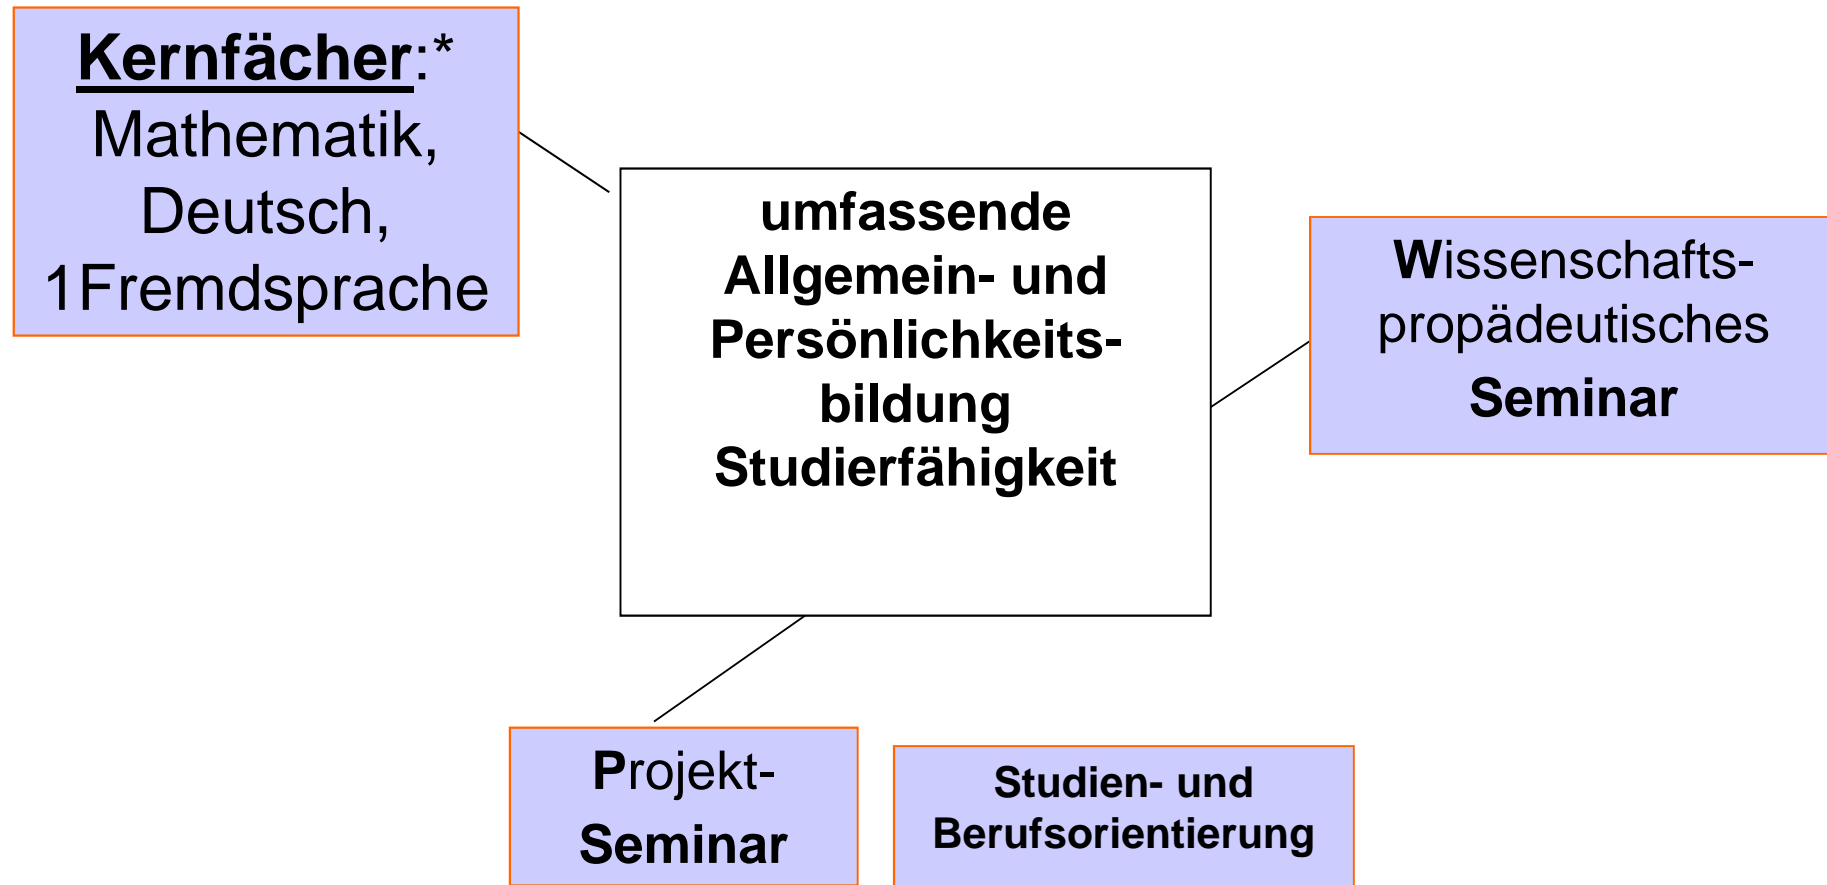 Kernfächer:*
Mathematik,
Deutsch,
1Fremdsprache
umfassende
Allgemein- und
Persönlichkeits-
bildung
Studierfähigkeit
Wissenschafts-
propädeutisches
Seminar
Projekt-
Seminar
Studien- und
Berufsorientierung